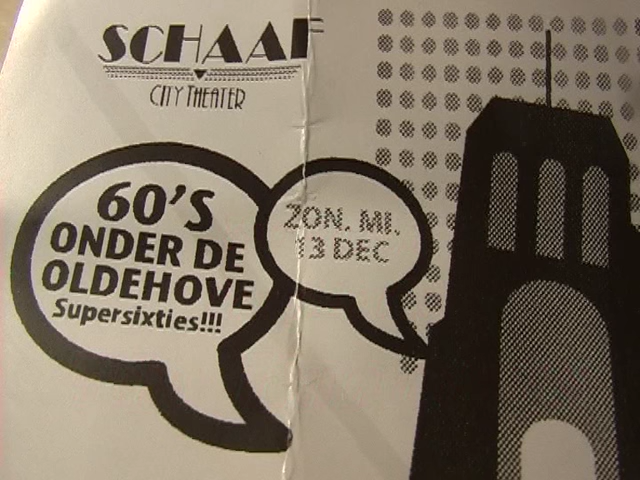 SCHAAF
CITY THEATER
60'S
ONDER DE
OLDEHOVE
Supersixties!!!
ZON. MI.
13 DEC